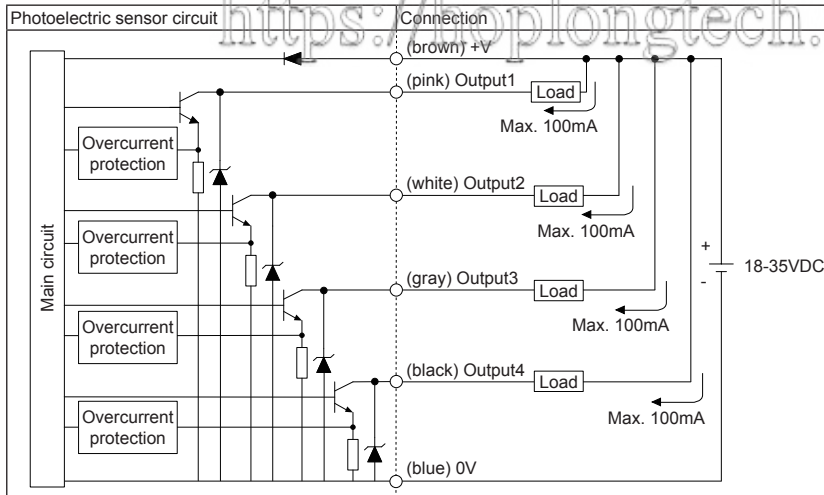 https://hoplongtech.
Photoelectric sensor circuit
Connection
(brown) +V
(pink) Output1
Load
Max. 100mA
Overcurrent
protection
(white) Output2
Load
Max. 100mA
Overcurrent
protection
Main circuit
+
-
18-35VDC
(gray) Output3
Load
Max. 100mA
Overcurrent
protection
(black) Output4
Load
Max. 100mA
Overcurrent
protection
(blue) 0V